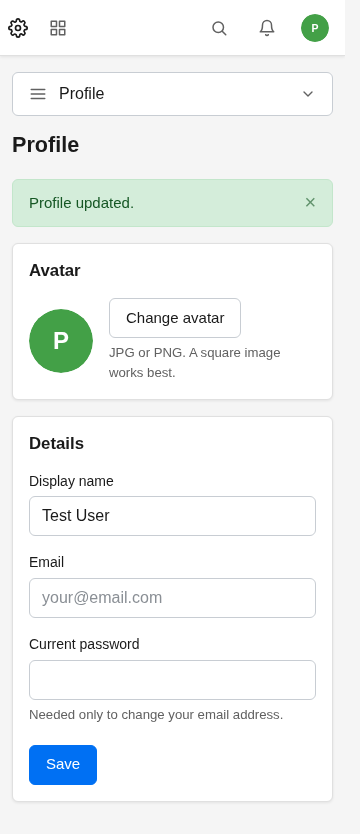 P
Profile
Profile
Profile updated.
Avatar
P
Change avatar
JPG or PNG. A square image
works best.
Details
Display name
Test User
Email
your@email.com
Current password
Needed only to change your email address.
Save